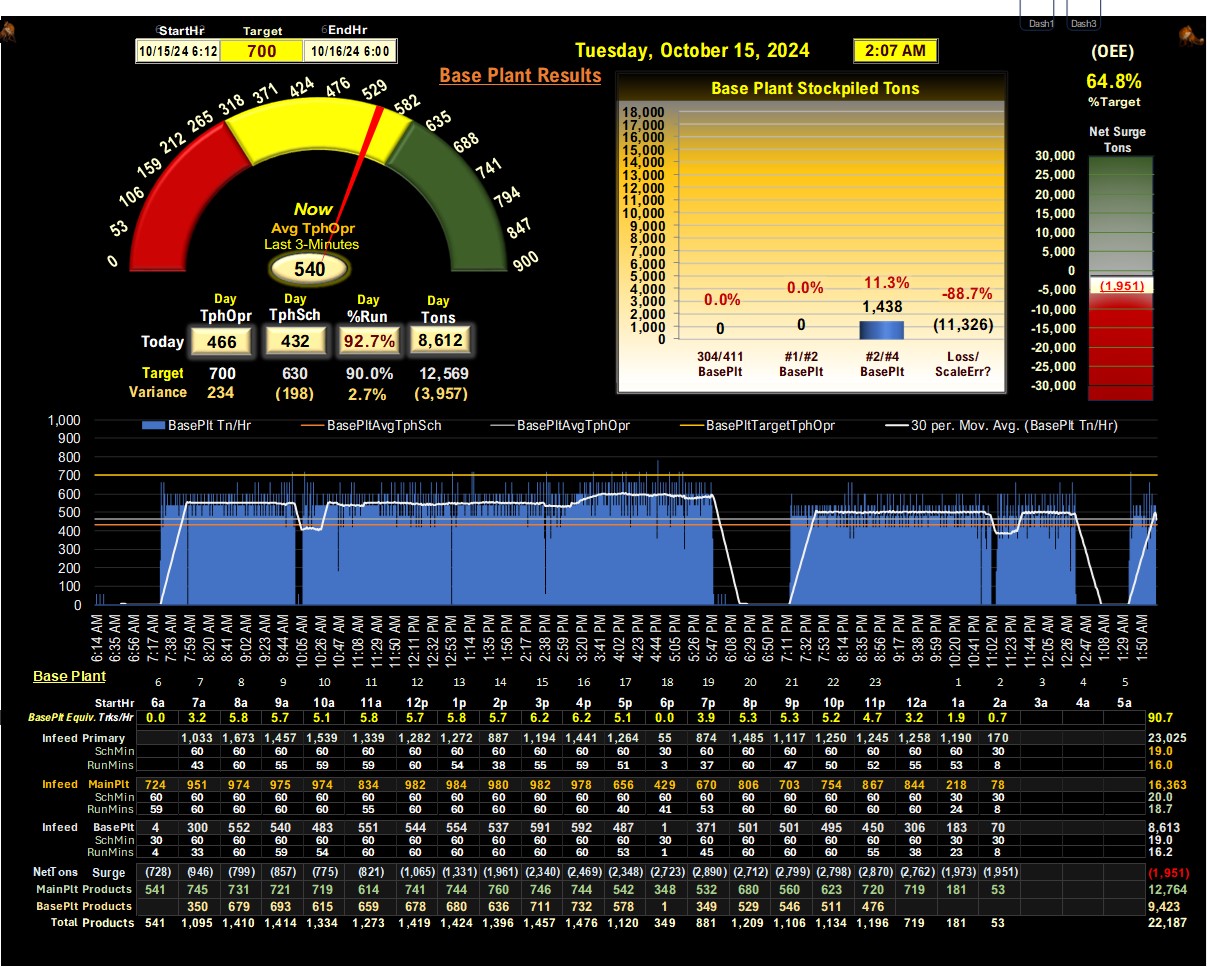 Dash1 Dash3
StartHr Target EndHr
10/15/24 6:12 700 10/16/24 6:00
Tuesday, October 15, 2024 2:07 AM
(OEE)
64.8%
%Target
Base Plant Results
0 53 106 159 212 265 318 371 424 476 529 582 635 688 741 794 847 900
Now
Avg TphOpr
Last 3-Minutes
540
Day TphOpr Day TphSch Day %Run Day Tons
Today 466 432 92.7% 8,612
Target 700 630 90.0% 12,569
Variance 234 (198) 2.7% (3,957)
Base Plant Stockpiled Tons
18,000
17,000
16,000
15,000
14,000
13,000
12,000
11,000
10,000
9,000
8,000
7,000
6,000
5,000
4,000
3,000
2,000
1,000
0
0.0% 0.0% 11.3% -88.7%
0 0 1,438 (11,326)
304/411 BasePlt #1/#2 BasePlt #2/#4 BasePlt Loss/ ScaleErr?
Net Surge
Tons
30,000
25,000
20,000
15,000
10,000
5,000
0
-5,000
-10,000
-15,000
-20,000
-25,000
-30,000
(1,951)
BasePlt Tn/Hr BasePltAvgTphSch BasePltAvgTphOpr BasePltTargetTphOpr 30 per. Mov. Avg. (BasePlt Tn/Hr)
1,000
900
800
700
600
500
400
300
200
100
0
6:14 AM 6:35 AM 6:56 AM 7:17 AM 7:38 AM 7:59 AM 8:20 AM 8:41 AM 9:02 AM 9:23 AM 9:44 AM 10:05 AM 10:26 AM 10:47 AM 11:08 AM 11:29 AM 11:50 AM 12:11 PM 12:32 PM 12:53 PM 1:14 PM 1:35 PM 1:56 PM 2:17 PM 2:38 PM 2:59 PM 3:20 PM 3:41 PM 4:02 PM 4:23 PM 4:44 PM 5:05 PM 5:26 PM 5:47 PM 6:08 PM 6:29 PM 6:50 PM 7:11 PM 7:32 PM 7:53 PM 8:14 PM 8:35 PM 8:56 PM 9:17 PM 9:38 PM 9:59 PM 10:20 PM 10:41 PM 11:02 PM 11:23 PM 11:44 PM 12:05 AM 12:26 AM 12:47 AM 1:08 AM 1:29 AM 1:50 AM
Base Plant
6 7 8 9 10 11 12 13 14 15 16 17 18 19 20 21 22 23 1 2 3 4 5
StartHr 6a 7a 8a 9a 10a 11a 12p 1p 2p 3p 4p 5p 6p 7p 8p 9p 10p 11p 12a 1a 2a 3a 4a 5a
BasePlt Equiv. Trks/Hr 0.0 3.2 5.8 5.7 5.1 5.8 5.7 5.8 5.7 6.2 6.2 5.1 0.0 3.9 5.3 5.3 5.2 4.7 3.2 1.9 0.7 90.7
Infeed Primary 1,033 1,673 1,457 1,539 1,339 1,282 1,272 887 1,194 1,441 1,264 55 874 1,485 1,117 1,250 1,245 1,258 1,190 170 23,025
SchMin 60 60 60 60 60 60 60 60 60 60 60 30 60 60 60 60 60 60 60 30 19.0
RunMins 43 60 55 59 59 60 54 38 55 59 51 3 37 60 47 50 52 55 53 8 16.0
Infeed MainPlt 724 951 974 975 974 834 982 984 980 982 978 656 429 670 806 703 754 867 844 218 78 16,363
SchMin 60 60 60 60 60 60 60 60 60 60 60 60 60 60 60 60 60 60 60 30 30 20.0
RunMins 59 60 60 60 60 55 60 60 60 60 60 40 41 53 60 60 60 60 60 24 8 18.7
Infeed BasePlt 4 300 552 540 483 551 544 554 537 591 592 487 1 371 501 501 495 450 306 183 70 8,613
SchMin 30 60 60 60 60 60 60 60 60 60 60 60 30 60 60 60 60 60 60 30 30 19.0
RunMins 4 33 60 59 54 60 60 60 60 60 60 53 1 45 60 60 60 55 38 23 8 16.2
NetTons Surge (728) (946) (799) (857) (775) (821) (1,065) (1,331) (1,961) (2,340) (2,469) (2,348) (2,723) (2,890) (2,712) (2,799) (2,798) (2,870) (2,762) (1,973) (1,951) (1,951)
MainPlt Products 541 745 731 721 719 614 741 744 760 746 744 542 348 532 680 560 623 720 719 181 53 12,764
BasePlt Products 350 679 693 615 659 678 680 636 711 732 578 1 349 529 546 511 476 9,423
Total Products 541 1,095 1,410 1,414 1,334 1,273 1,419 1,424 1,396 1,457 1,476 1,120 349 881 1,209 1,106 1,134 1,196 719 181 53 22,187